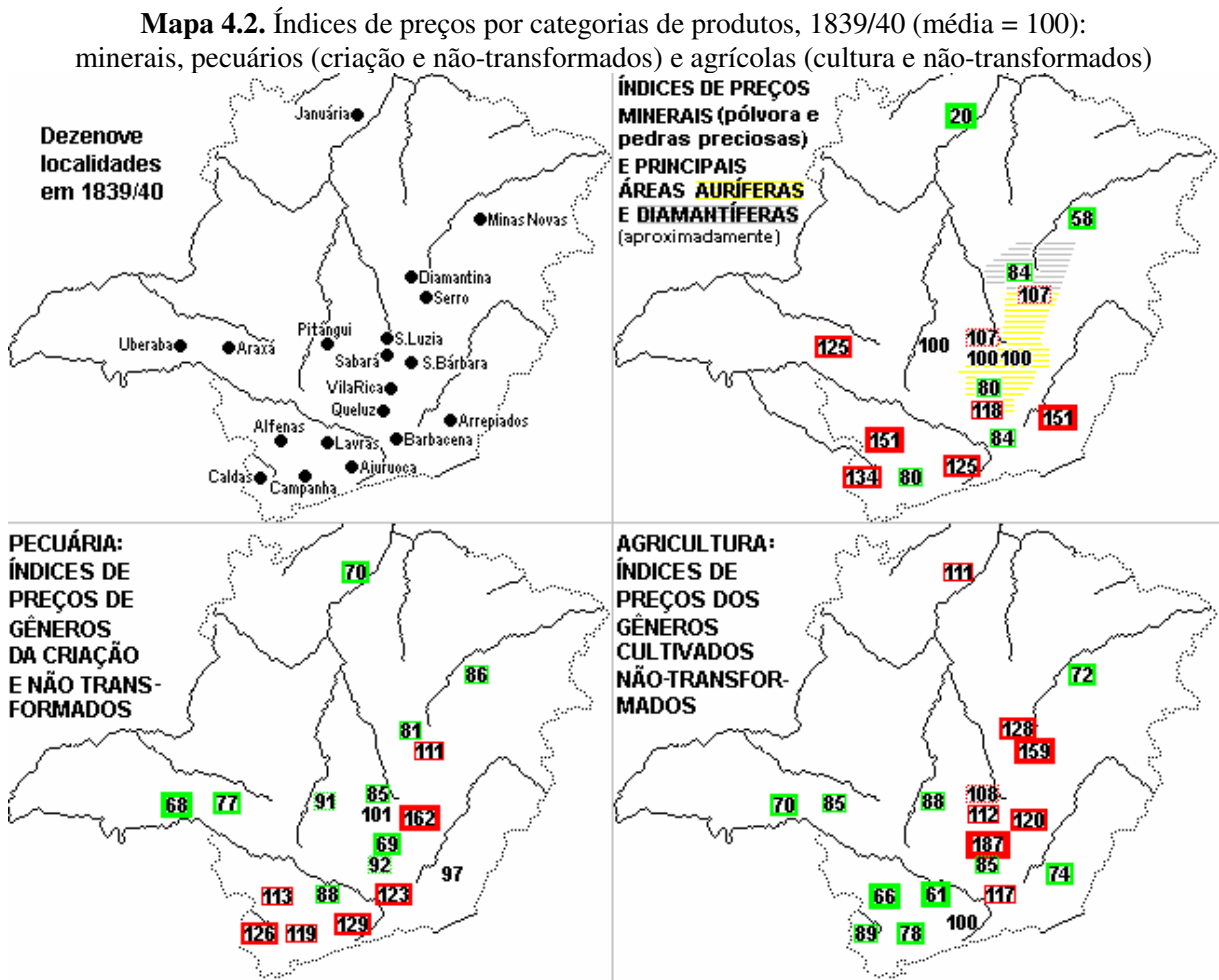 Mapa 4.2. Índices de preços por categorias de produtos, 1839/40 (média = 100):
minerais, pecuários (criação e não-transformados) e agrícolas (cultura e não-transformados)
Dezenove
localidades
em 1839/40
Januária
Minas Novas
Diamantina
Serro
Pitângui
S.Luzia
Uberaba
Araxá
Sabará
S.Bárbara
VilaRica
Queluz
Alfenas
Arrepiados
Lavras
Barbacena
Ajuruoca
Caldas
Campanha
ÍNDICES DE PREÇOS
MINERAIS (pólvora e
pedras preciosas)
E PRINCIPAIS
ÁREAS AURÍFERAS
E DIAMANTÍFERAS
(aproximadamente)
20
58
84
107
107
125
100
100 100
80
118
151
151
84
125
134
80
PECUÁRIA:
ÍNDICES DE
PREÇOS DE
GÊNEROS
DA CRIAÇÃO
E NÃO TRANS-
FORMADOS
70
86
81
111
85
68
77
91
101
162
69
92
97
113
88
123
129
126
119
AGRICULTURA:
ÍNDICES DE
PREÇOS DOS
GÊNEROS
CULTIVADOS
NÃO-TRANSFOR-
MADOS
111
72
128
159
108
70
85
88
112
120
187
85
74
66
61
117
100
89
78